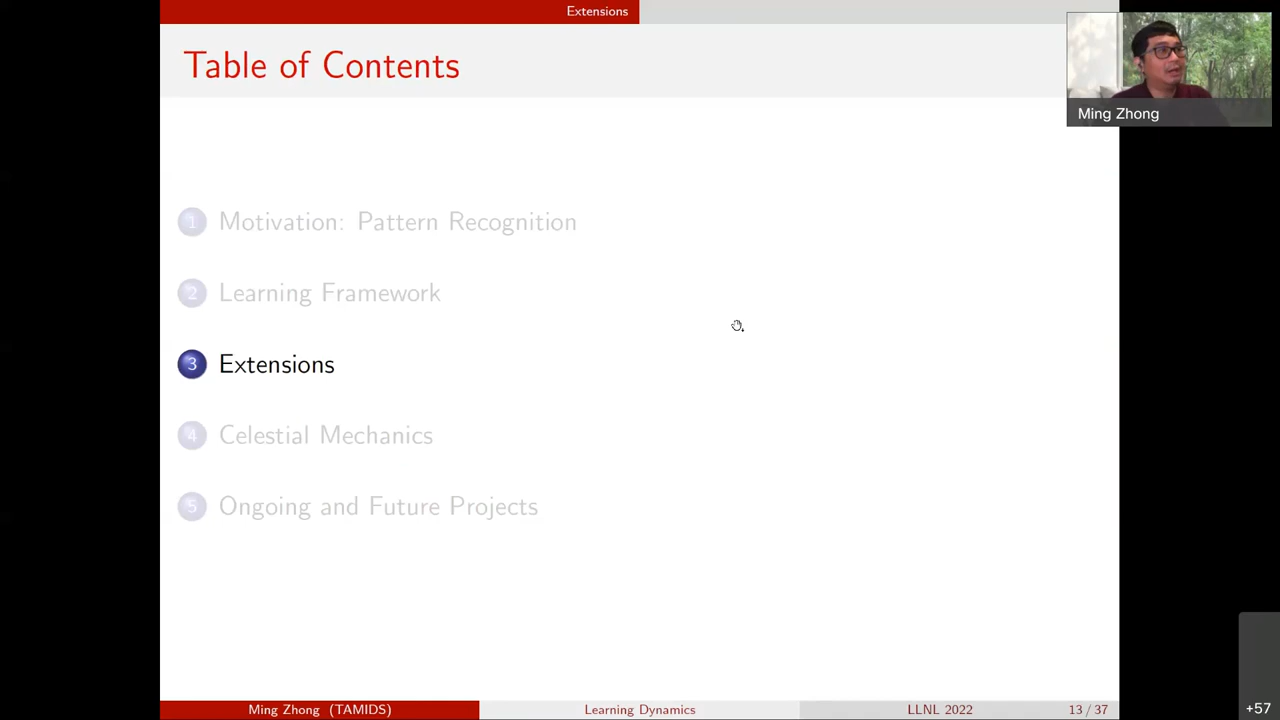 Extensions
Table of Contents
Ming Zhong
1 Motivation: Pattern Recognition
2 Learning Framework
3 Extensions
4 Celestial Mechanics
5 Ongoing and Future Projects
Ming Zhong (TAMIDS) Learning Dynamics LLNL 2022 13 / 37
+57